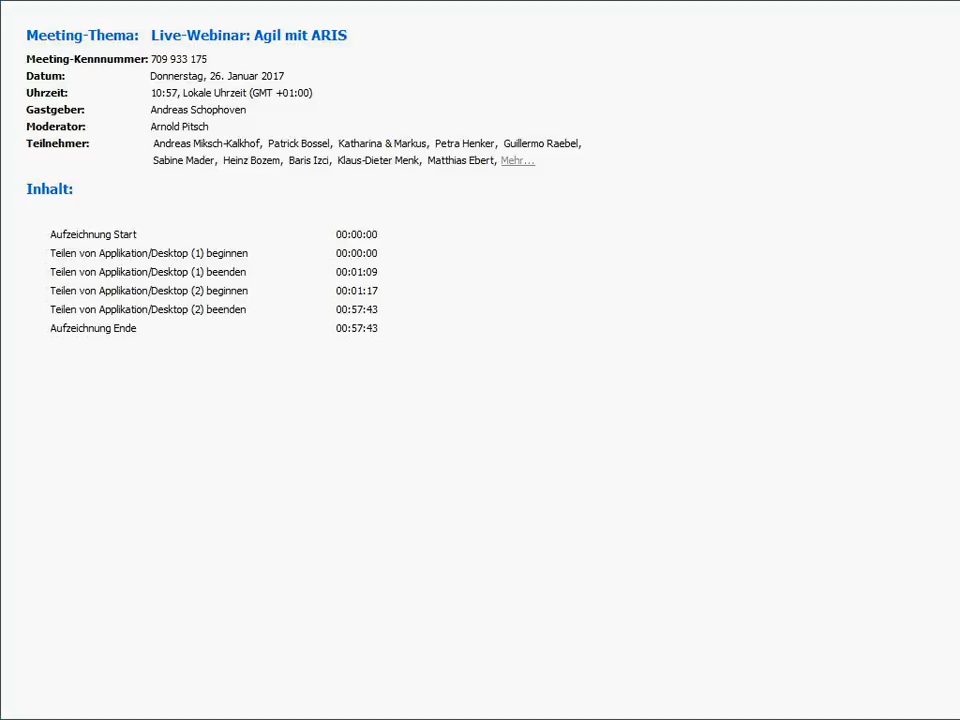 Meeting-Thema: Live-Webinar: Agil mit ARIS
Meeting-Kennnummer: 709 933 175
Datum: Donnerstag, 26. Januar 2017
Uhrzeit: 10:57, Lokale Uhrzeit (GMT +01:00)
Gastgeber: Andreas Schophoven
Moderator: Arnold Pitsch
Teilnehmer: Andreas Miksch-Kalkhof, Patrick Bossel, Katharina & Markus, Petra Henker, Guillermo Raebel,
Sabine Mader, Heinz Bozem, Baris Izci, Klaus-Dieter Menk, Matthias Ebert, Mehr...
Inhalt:
Aufzeichnung Start 00:00:00
Teilen von Applikation/Desktop (1) beginnen 00:00:00
Teilen von Applikation/Desktop (1) beenden 00:01:09
Teilen von Applikation/Desktop (2) beginnen 00:01:17
Teilen von Applikation/Desktop (2) beenden 00:57:43
Aufzeichnung Ende 00:57:43